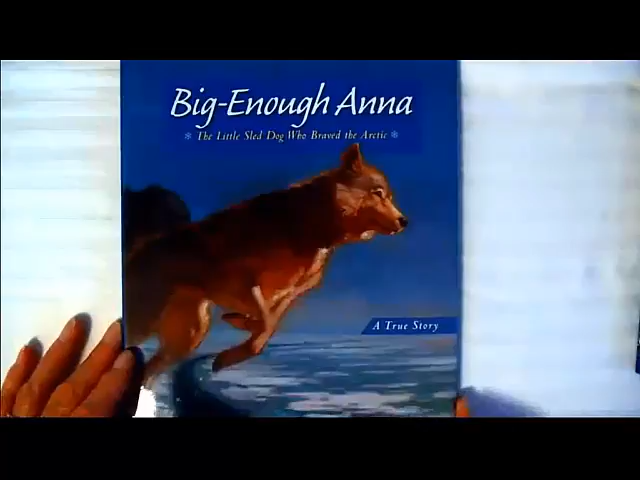 Big-Enough Anna
The Little Sled Dog Who Braved the Arctic
A True Story